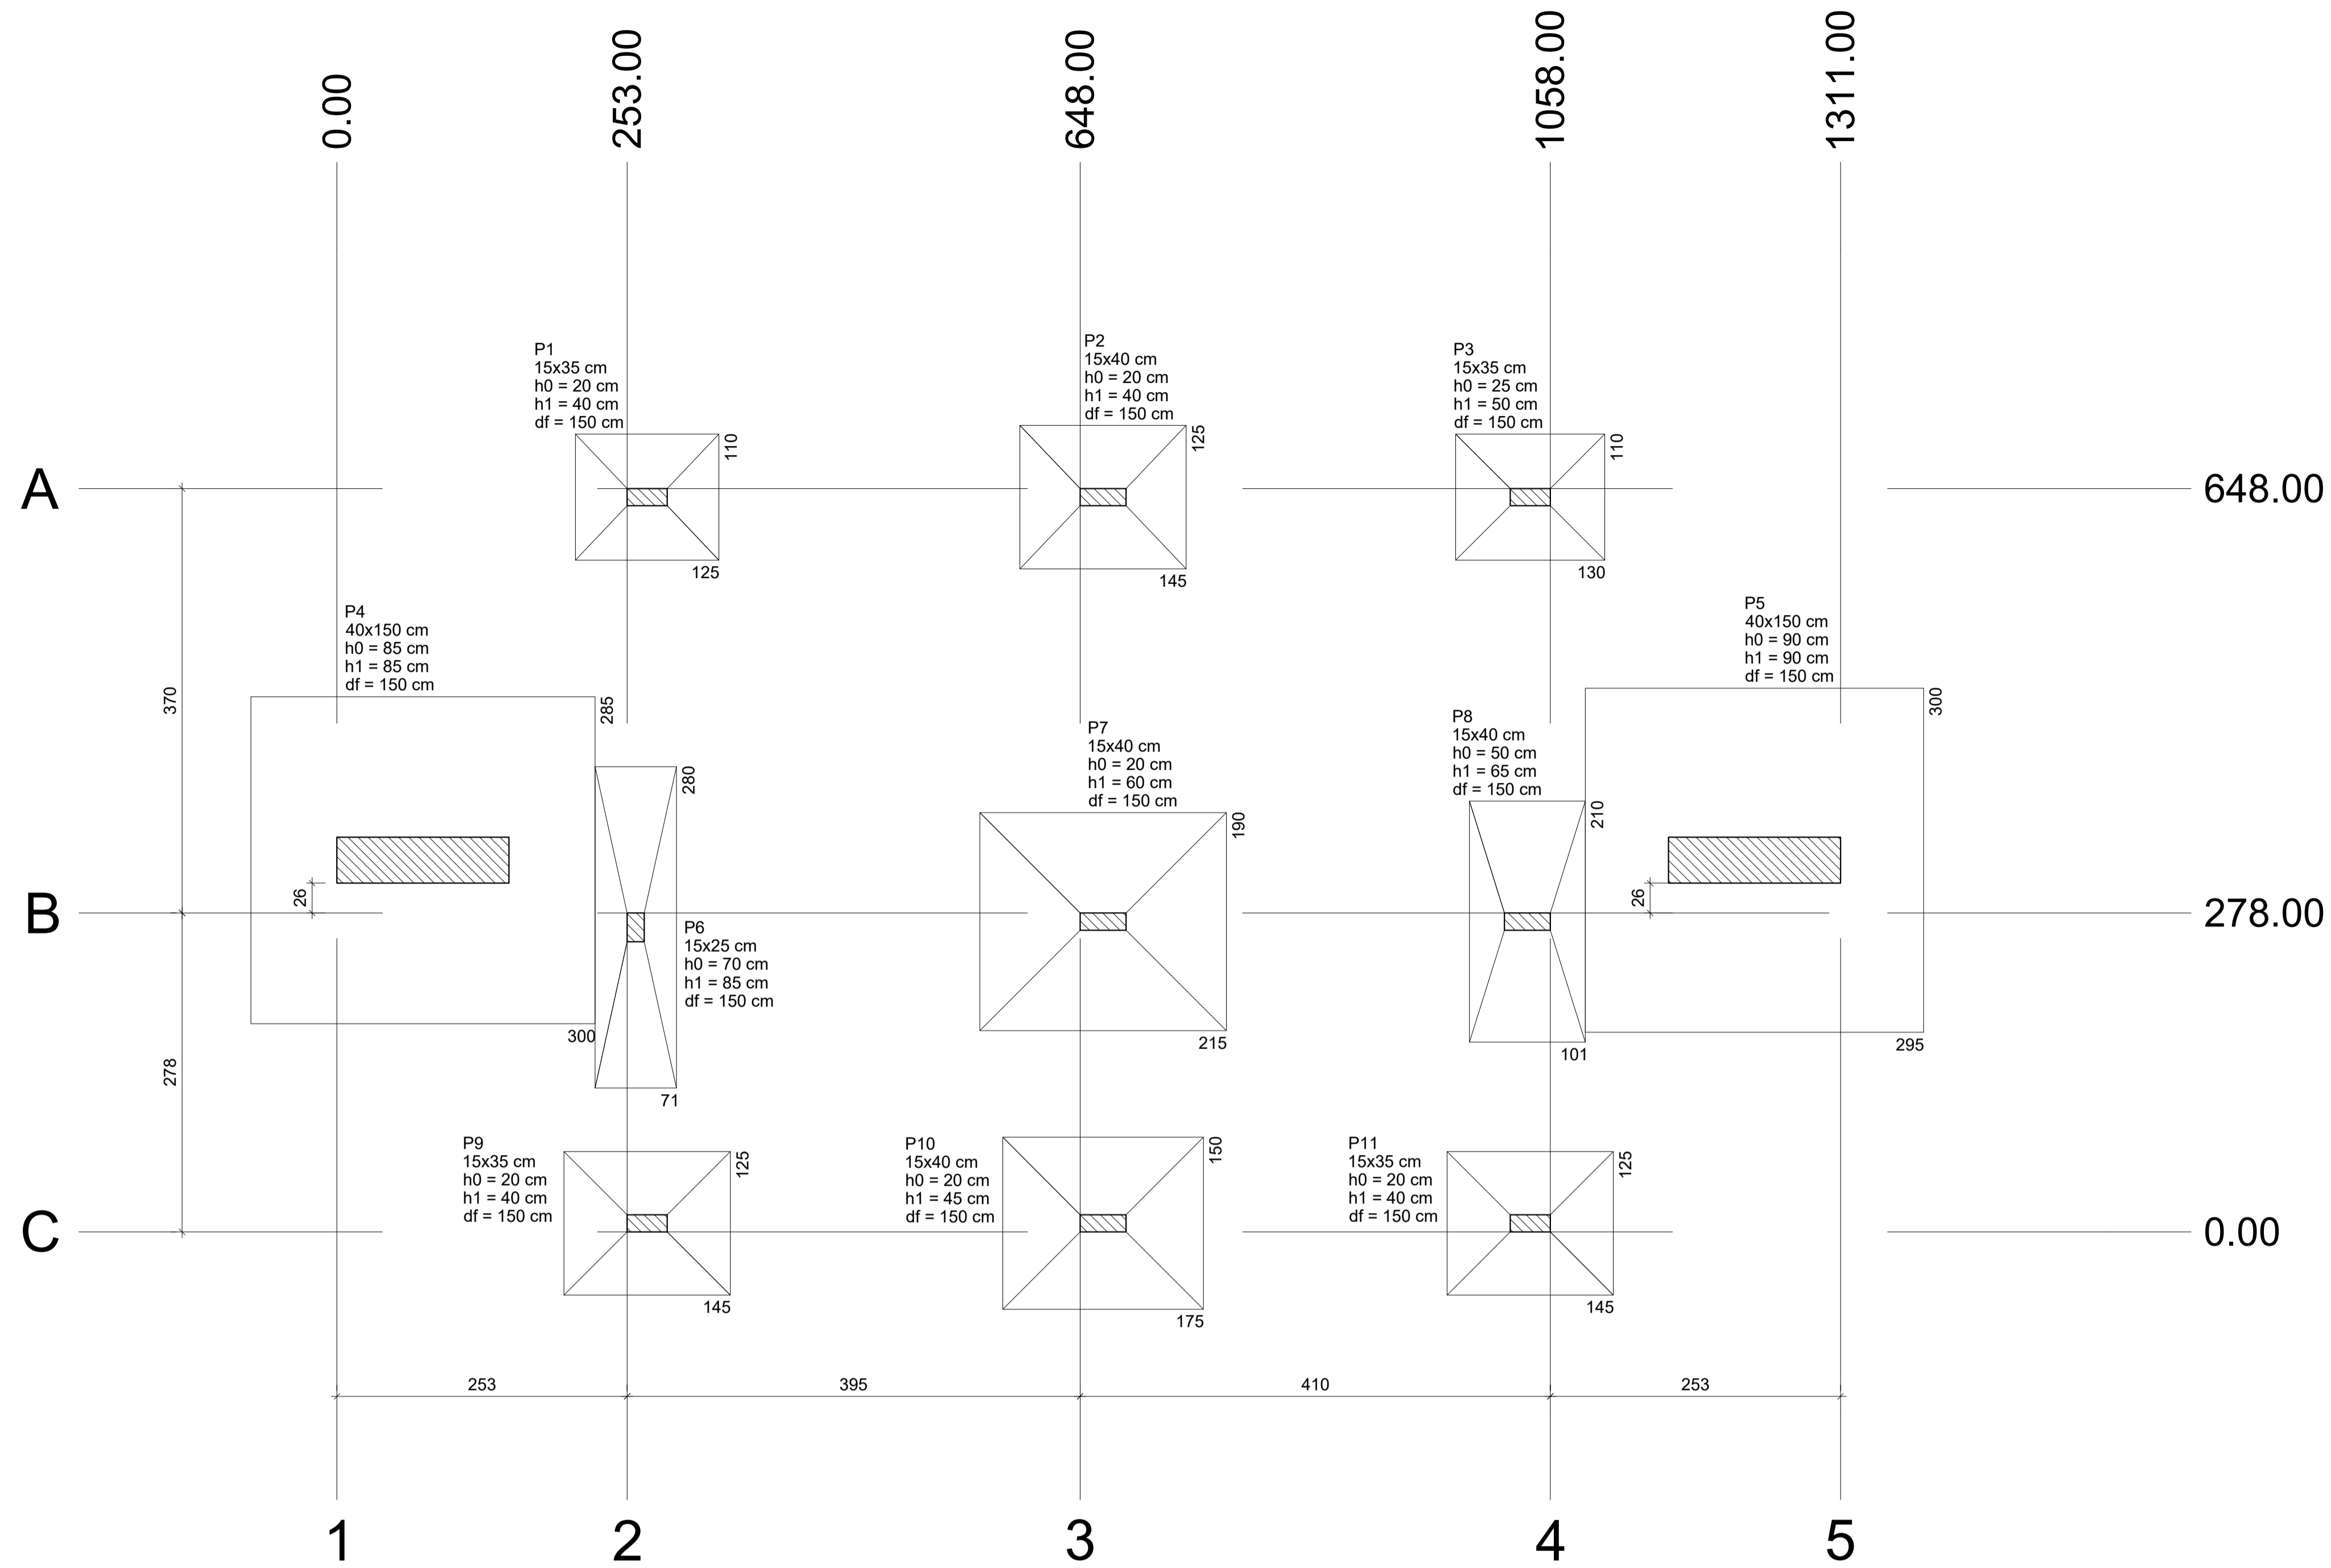 0.00
253.00
648.00
1058.00
1311.00
P1
15x35 cm
h0 = 20 cm
h1 = 40 cm
df = 150 cm
110
125
P2
15x40 cm
h0 = 20 cm
h1 = 40 cm
df = 150 cm
125
145
P3
15x35 cm
h0 = 25 cm
h1 = 50 cm
df = 150 cm
110
130
A
648.00
370
P4
40x150 cm
h0 = 85 cm
h1 = 85 cm
df = 150 cm
285
300
26
P5
40x150 cm
h0 = 90 cm
h1 = 90 cm
df = 150 cm
300
295
26
280
P6
15x25 cm
h0 = 70 cm
h1 = 85 cm
df = 150 cm
71
P7
15x40 cm
h0 = 20 cm
h1 = 60 cm
df = 150 cm
190
215
P8
15x40 cm
h0 = 50 cm
h1 = 65 cm
df = 150 cm
210
101
B
278.00
278
P9
15x35 cm
h0 = 20 cm
h1 = 40 cm
df = 150 cm
125
145
P10
15x40 cm
h0 = 20 cm
h1 = 45 cm
df = 150 cm
150
175
P11
15x35 cm
h0 = 20 cm
h1 = 40 cm
df = 150 cm
125
145
C
0.00
253
395
410
253
1
2
3
4
5